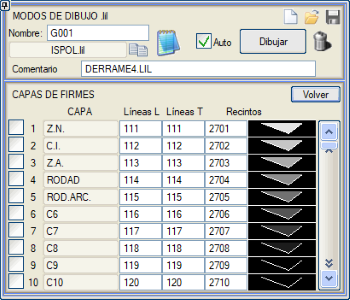 MODOS DE DIBUJO .lil
Nombre: G001
ISPOL.lil
Auto
Dibujar
Comentario DERRAME4.LIL
CAPAS DE FIRMES
Volver
CAPA Líneas L Líneas T Recintos
1 Z.N. 111 111 2701
2 C.I. 112 112 2702
3 Z.A. 113 113 2703
4 RODAD 114 114 2704
5 ROD.ARC. 115 115 2705
6 C6 116 116 2706
7 C7 117 117 2707
8 C8 118 118 2708
9 C9 119 119 2709
10 C10 120 120 2710